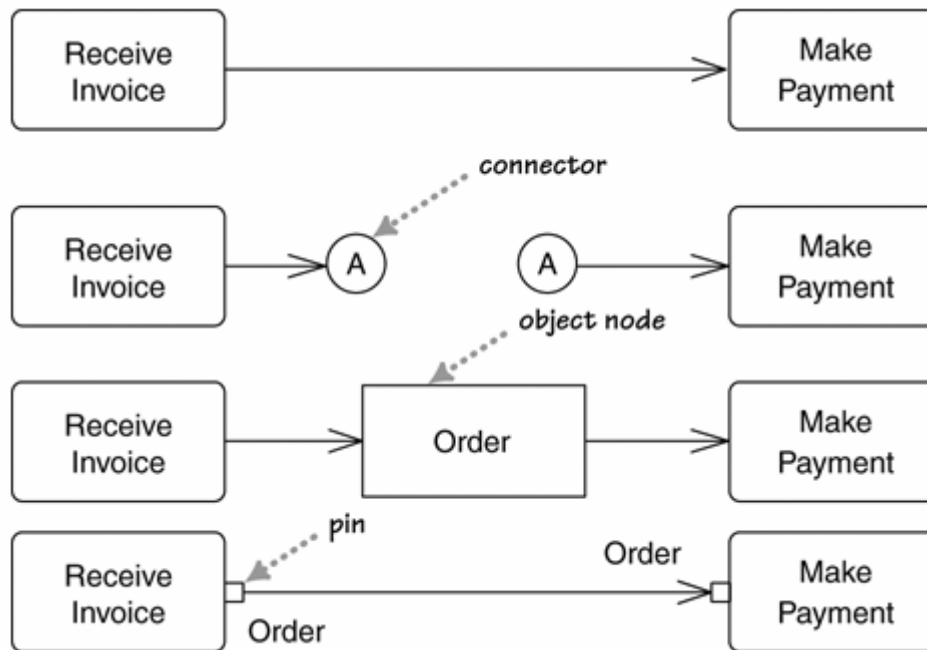 Receive
Invoice
Make
Payment
connector
Receive
Invoice
A
A
Make
Payment
object node
Receive
Invoice
Order
Make
Payment
pin
Receive
Invoice
Order
Order
Make
Payment